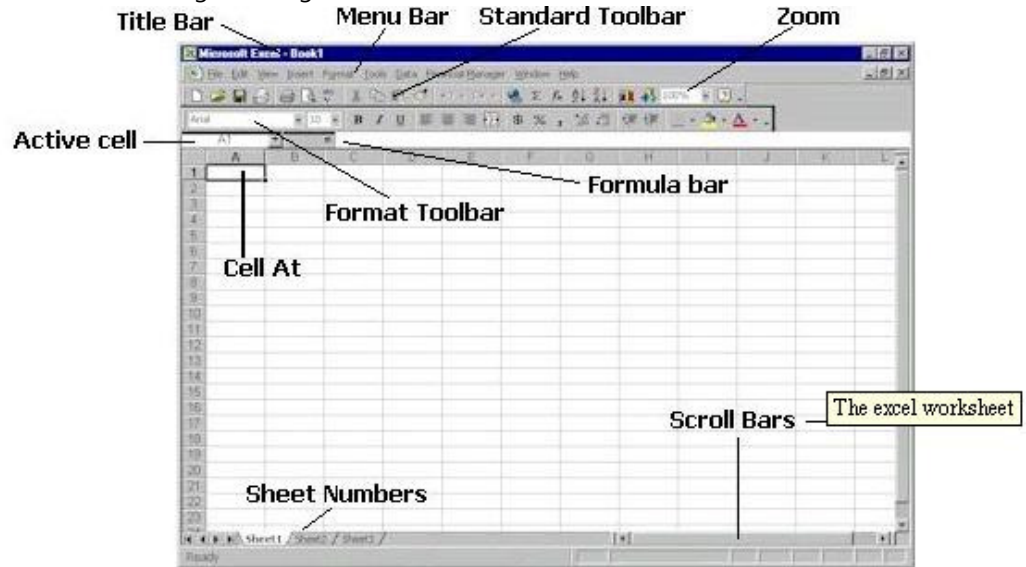 Title Bar
Menu Bar
Standard Toolbar
Zoom
Microsoft Excel - Book1
File Edit View Insert Format Tools Data Window Help
Arial 10 B I U $ % ,
100%
Active cell
A1
A B C D E F G H I J K L
1
2
3
4
5
6
7
8
9
10
11
12
13
14
15
16
17
18
19
20
21
22
23
Formula bar
Format Toolbar
Cell At
The excel worksheet
Scroll Bars
Sheet Numbers
Sheet1 Sheet2 Sheet3
Ready